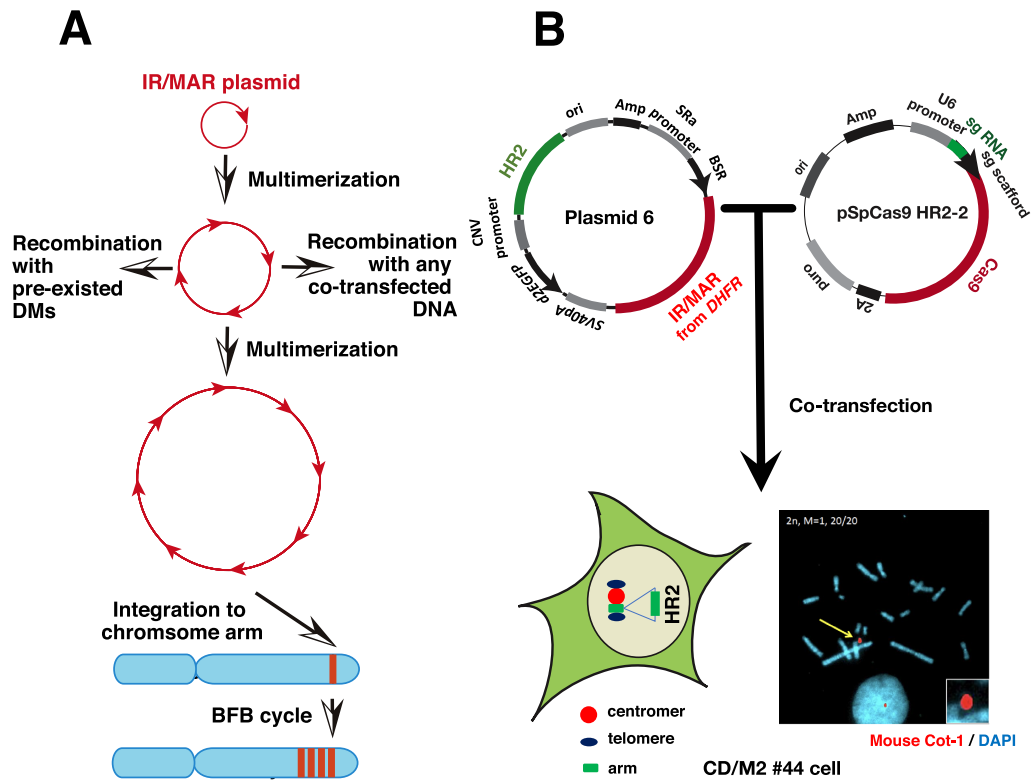 A
IR/MAR plasmid
Multimerization
Recombination
with
pre-existed
DMs
Recombination
with any
co-transfected
DNA
Multimerization
Integration to
chromsome arm
BFB cycle
B
ori
Amp
SRa
promoter
BSR
HR2
CNV
promoter
d2EGFP
SV40pA
IR/MAR
from DHFR
Plasmid 6
Amp
U6
promoter
sg RNA
sg scafford
ori
puro
2A
Cas9
pSpCas9 HR2-2
Co-transfection
HR2
centromer
telomere
arm
2n, M=1, 20/20
Mouse Cot-1 / DAPI
CD/M2 #44 cell